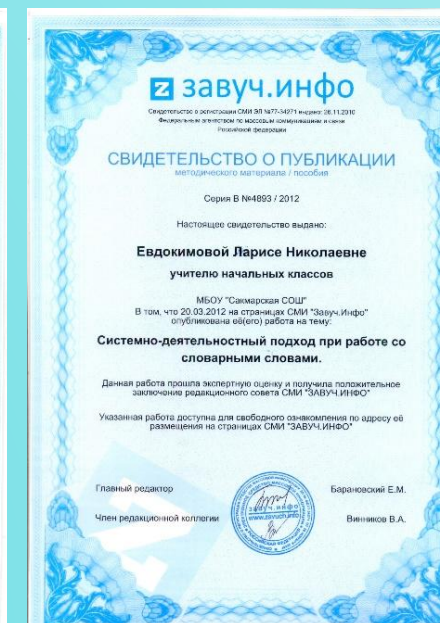 завуч.инфо
Свидетельство о регистрации СМИ ЭЛ №77-34271 выдано: 26.11.2010
Федеральным агентством по массовым коммуникациям и связи
Российской федерации
СВИДЕТЕЛЬСТВО О ПУБЛИКАЦИИ
методического материала / пособия
Серия В №4893 / 2012
Настоящее свидетельство выдано:
Евдокимовой Ларисе Николаевне
учителю начальных классов
МБОУ "Сакмарская СОШ"
В том, что 20.03.2012 на страницах СМИ "Завуч.Инфо"
опубликована её(его) работа на тему:
Системно-деятельностный подход при работе со
словарными словами.
Данная работа прошла экспертную оценку и получила положительное
заключение редакционного совета СМИ "ЗАВУЧ.ИНФО"
Указанная работа доступна для свободного ознакомления по адресу её
размещения на страницах СМИ "ЗАВУЧ.ИНФО"
Главный редактор
Барановский Е.М.
Член редакционной коллегии
Винников В.А.
завуч.инфо
www.zavuch.info